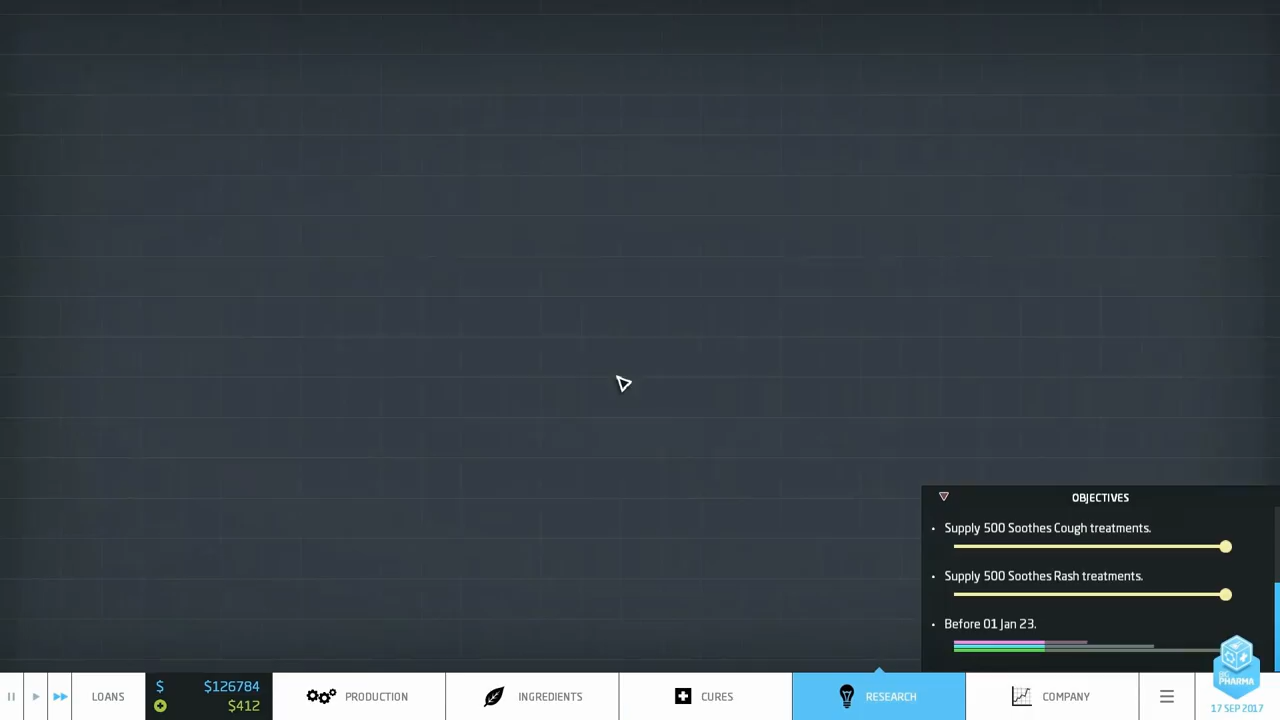 OBJECTIVES
• Supply 500 Soothes Cough treatments.
• Supply 500 Soothes Rash treatments.
• Before 01 Jan 23.
LOANS
$ $126784
$412
PRODUCTION
INGREDIENTS
CURES
RESEARCH
COMPANY
BIG
PHARMA
17 SEP 2017